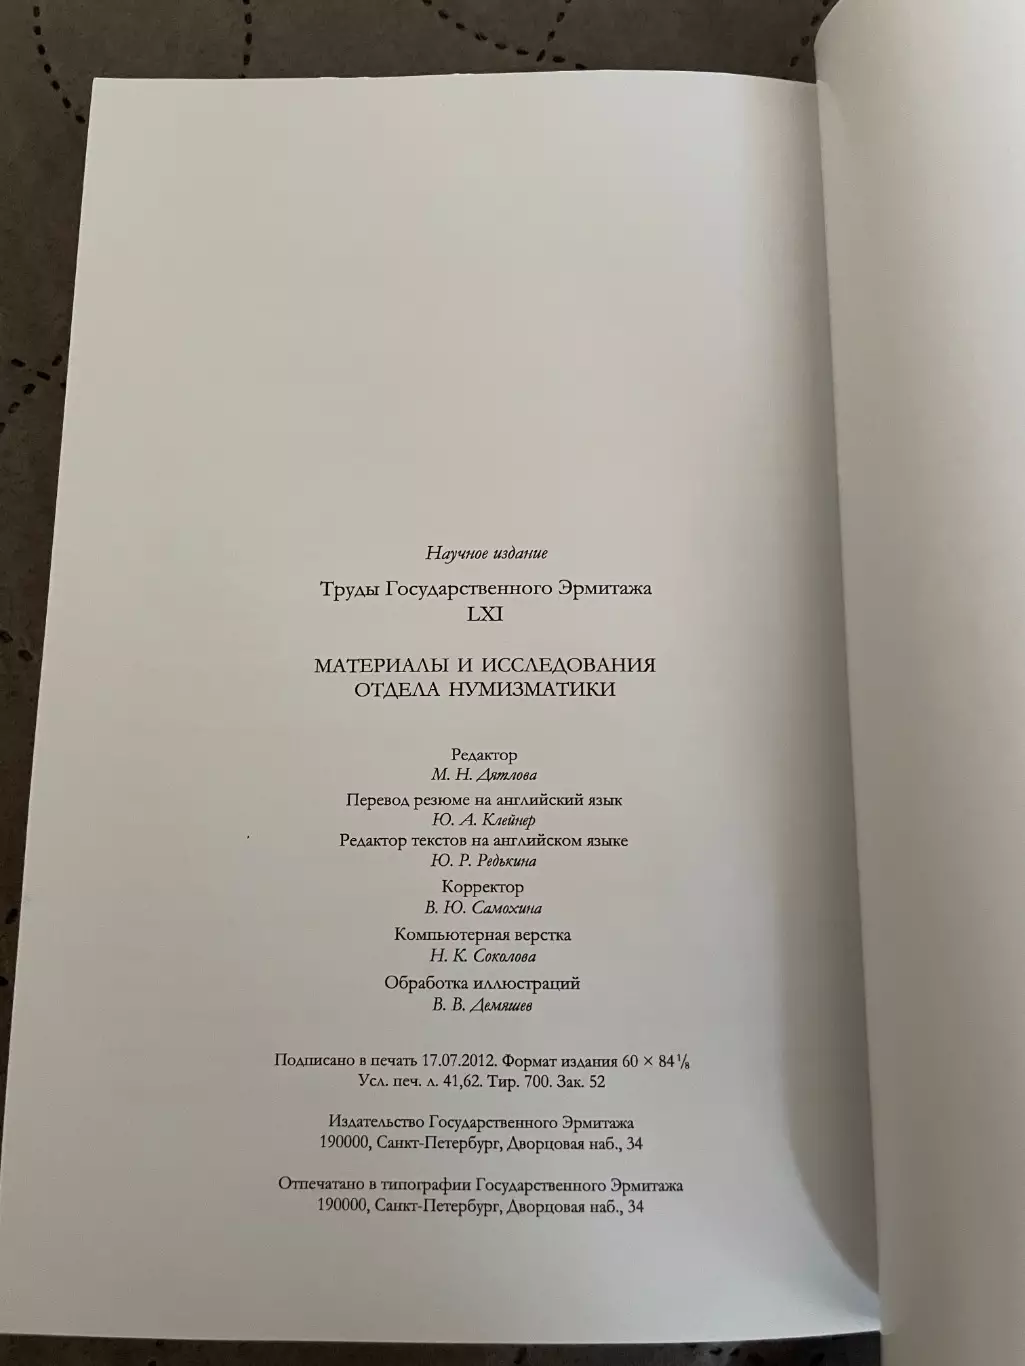 Научное издание
Труды Государственного Эрмитажа
LXI
МАТЕРИАЛЫ И ИССЛЕДОВАНИЯ
ОТДЕЛА НУМИЗМАТИКИ
Редактор
М. Н. Дятлова
Перевод резюме на английский язык
Ю. А. Клейнер
Редактор текстов на английском языке
Ю. Р. Редькина
Корректор
В. Ю. Самохина
Компьютерная верстка
Н. К. Соколова
Обработка иллюстраций
В. В. Демяшев
Подписано в печать 17.07.2012. Формат издания 60 × 84 ⅛
Усл. печ. л. 41,62. Тир. 700. Зак. 52
Издательство Государственного Эрмитажа
190000, Санкт-Петербург, Дворцовая наб., 34
Отпечатано в типографии Государственного Эрмитажа
190000, Санкт-Петербург, Дворцовая наб., 34